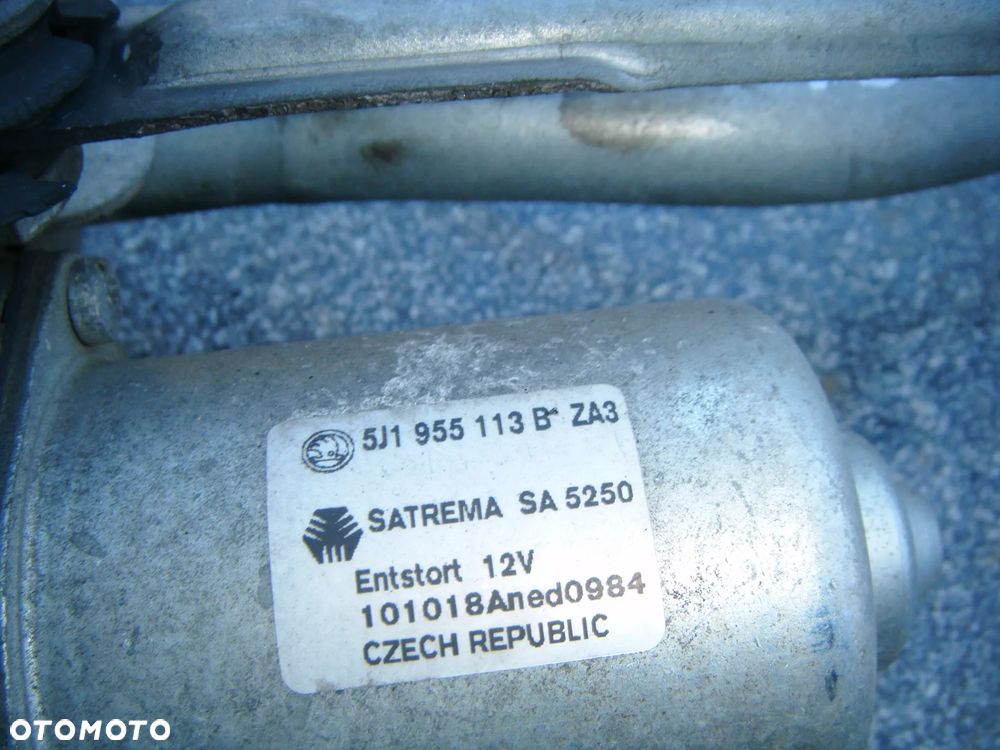 5J1 955 113 B* ZA3
SATREMA SA 5250
Entstort 12V
101018Aned0984
CZECH REPUBLIC
OTOMOTO